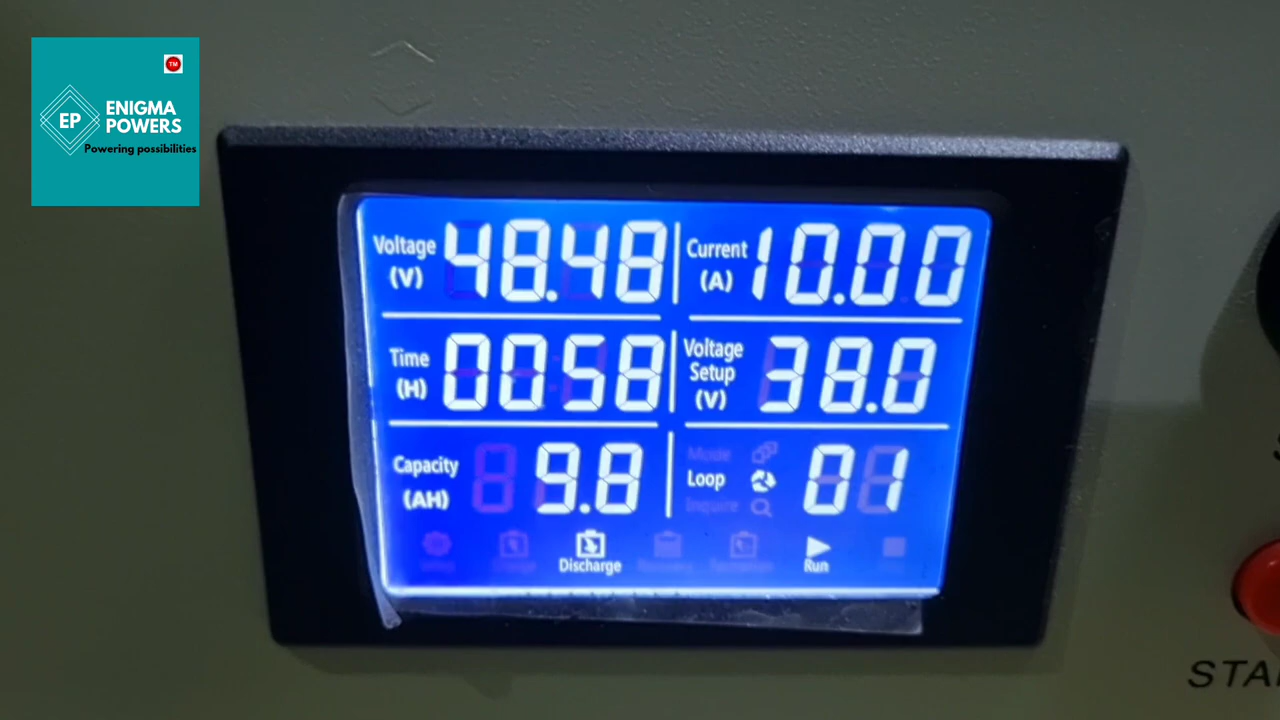 TM
EP
ENIGMA
POWERS
Powering possibilities
Voltage
(V)
48.48
Current
(A)
10.00
Time
(H)
0058
Voltage
Setup
(V)
38.0
Capacity
(AH)
9.8
Mode
Loop
01
Inquire
Discharge
Run
STA